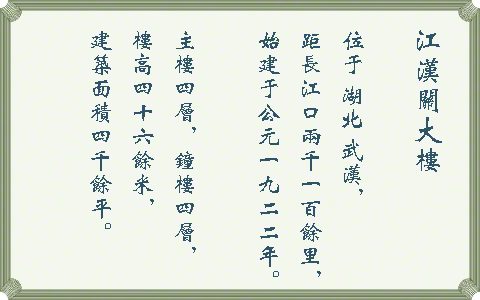 江漢關大樓
位于湖北武漢，
距長江口兩千一百餘里，
始建于公元一九二二年。
主樓四層，鐘樓四層，
樓高四十六餘米，
建築面積四千餘平。